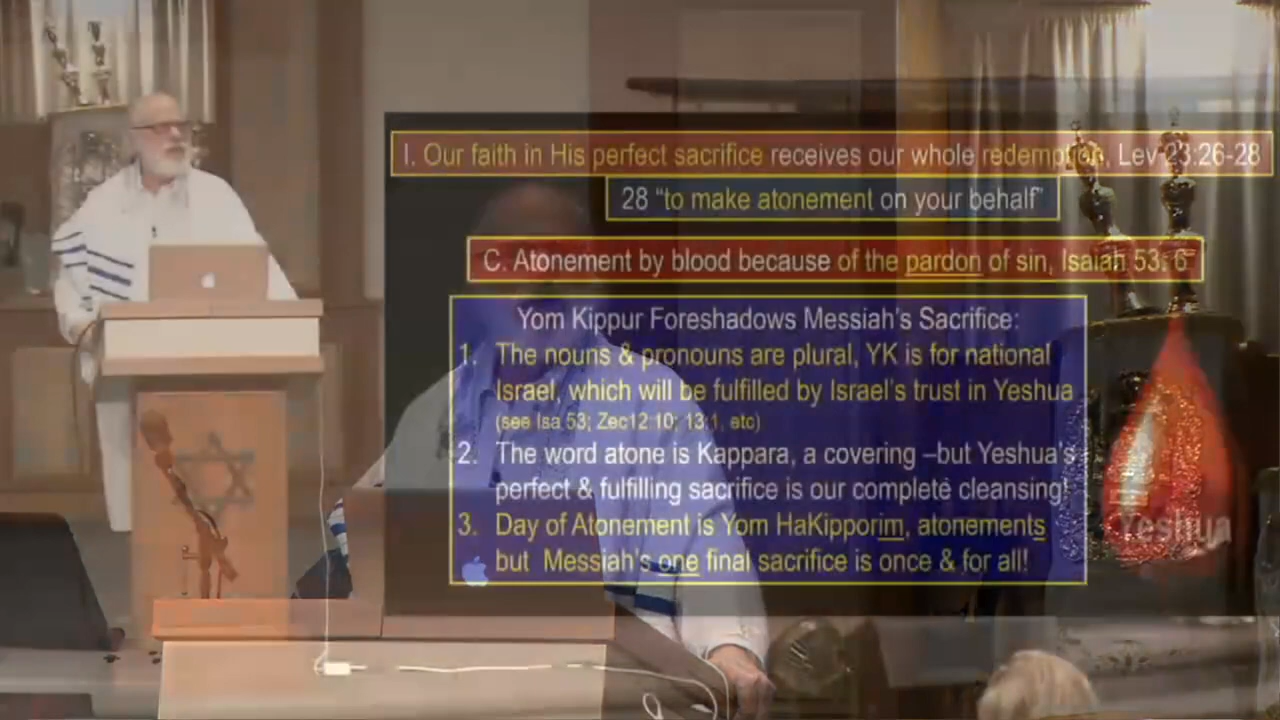 I. Our faith in His perfect sacrifice receives our whole redemption, Lev 23:26-28
28 “to make atonement on your behalf”
C. Atonement by blood because of the pardon of sin, Isaiah 53: 6
Yom Kippur Foreshadows Messiah's Sacrifice:
1. The nouns & pronouns are plural, YK is for national
Israel, which will be fulfilled by Israel's trust in Yeshua
(see Isa 53; Zec12:10; 13:1, etc)
2. The word atone is Kappara, a covering –but Yeshua's
perfect & fulfilling sacrifice is our complete cleansing!
3. Day of Atonement is Yom HaKipporim, atonements
but Messiah's one final sacrifice is once & for all!
Yeshua